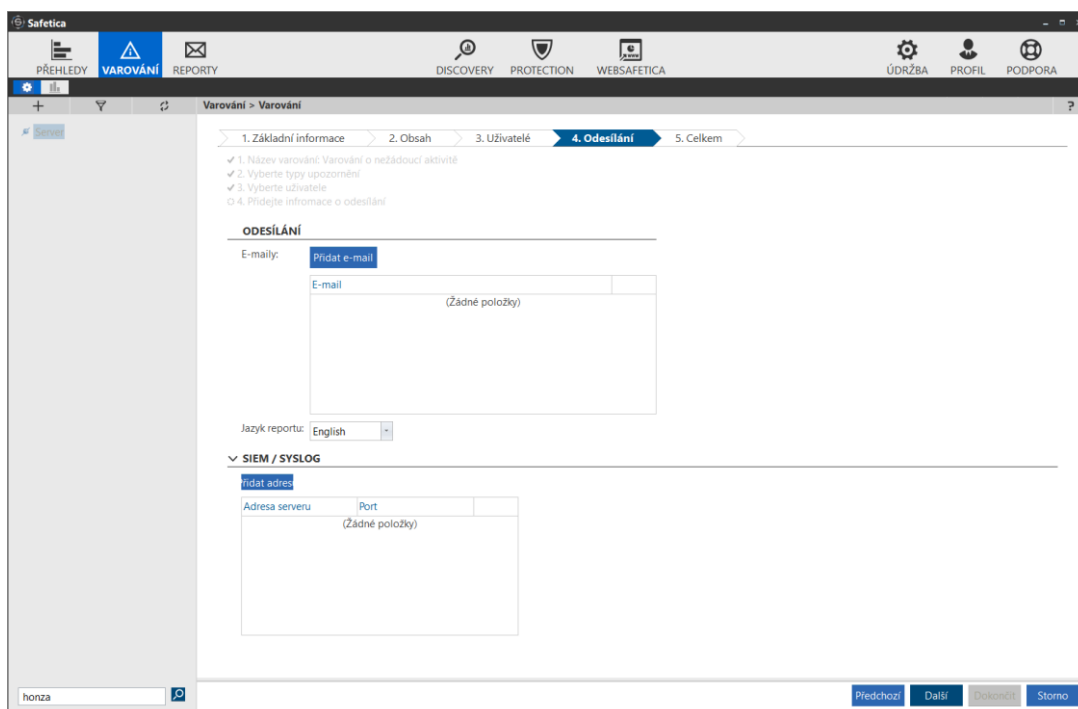 Safetica
PŘEHLEDY VAROVÁNÍ REPORTY DISCOVERY PROTECTION WEBSAFETICA ÚDRŽBA PROFIL PODPORA
Varování > Varování ?
Server
1. Základní informace 2. Obsah 3. Uživatelé 4. Odesílání 5. Celkem
1. Název varování: Varování o nežádoucí aktivitě
2. Vyberte typy upozornění
3. Vyberte uživatele
4. Přidejte infromace o odesílání
ODESÍLÁNÍ
E-maily: Přidat e-mail
E-mail
(Žádné položky)
Jazyk reportu: English
SIEM / SYSLOG
řidat adres
Adresa serveru Port
(Žádné položky)
honza
Předchozí Další Dokončit Storno